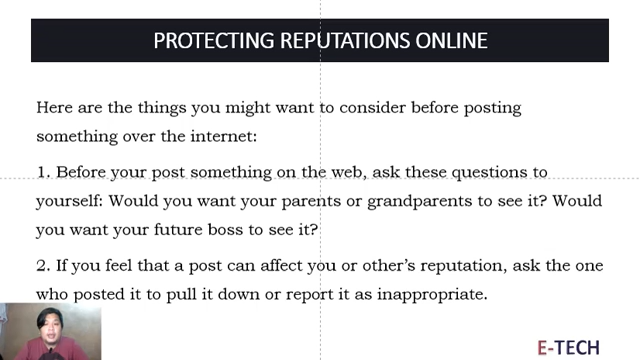 PROTECTING REPUTATIONS ONLINE
Here are the things you might want to consider before posting
something over the internet:
1. Before your post something on the web, ask these questions to
yourself: Would you want your parents or grandparents to see it? Would
you want your future boss to see it?
2. If you feel that a post can affect you or other's reputation, ask the one
who posted it to pull it down or report it as inappropriate.
E-TECH